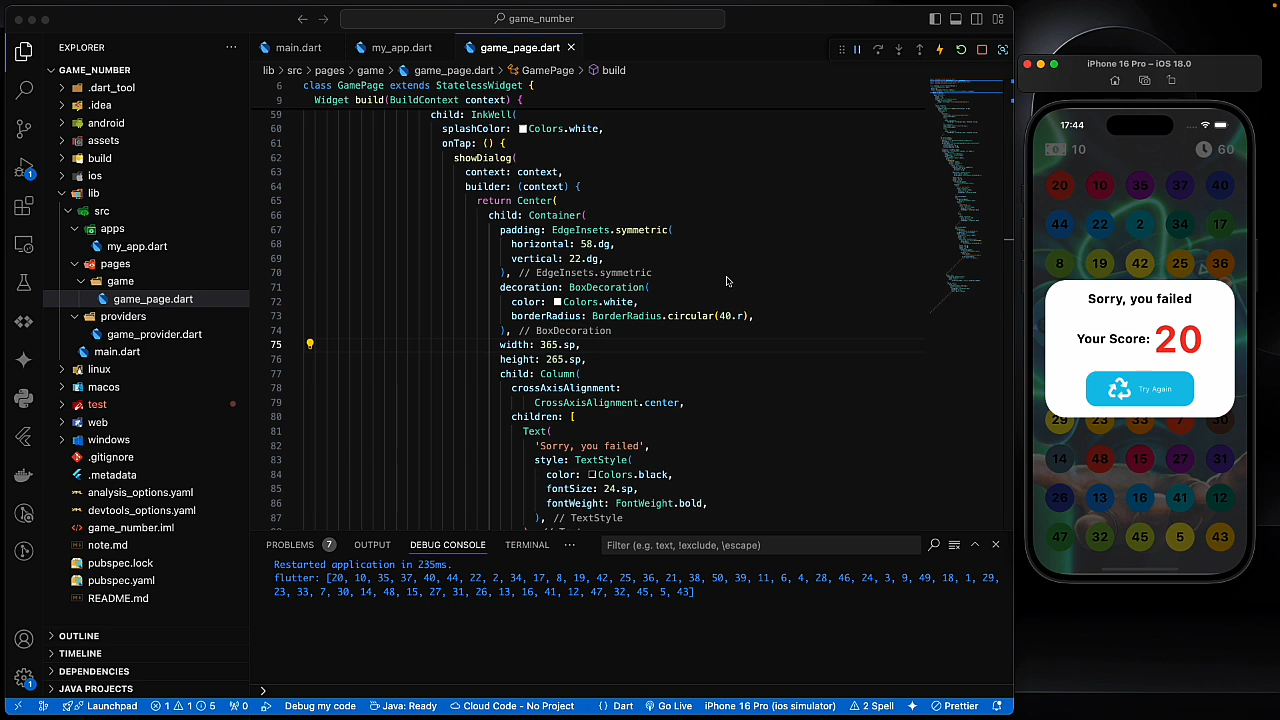 game_number
EXPLORER
GAME_NUMBER
.dart_tool
.idea
android
assets
build
ios
lib
src
apps
my_app.dart
pages
game
game_page.dart
providers
game_provider.dart
main.dart
linux
macos
test
web
windows
.gitignore
.metadata
analysis_options.yaml
devtools_options.yaml
game_number.iml
note.md
pubspec.lock
pubspec.yaml
README.md
OUTLINE
TIMELINE
DEPENDENCIES
JAVA PROJECTS
1
1
main.dart
my_app.dart
game_page.dart
lib > src > pages > game > game_page.dart > GamePage > build
6 class GamePage extends StatelessWidget {
9 Widget build(BuildContext context) {
59 child: InkWell(
60 splashColor: Colors.white,
61 onTap: () {
62 showDialog(
63 context: context,
64 builder: (context) {
65 return Center(
66 child: Container(
67 padding: EdgeInsets.symmetric(
68 horizontal: 58.dg,
69 vertical: 22.dg,
70 ), // EdgeInsets.symmetric
71 decoration: BoxDecoration(
72 color: Colors.white,
73 borderRadius: BorderRadius.circular(40.r),
74 ), // BoxDecoration
75 width: 365.sp,
76 height: 265.sp,
77 child: Column(
78 crossAxisAlignment:
79 CrossAxisAlignment.center,
80 children: [
81 Text(
82 'Sorry, you failed',
83 style: TextStyle(
84 color: Colors.black,
85 fontSize: 24.sp,
86 fontWeight: FontWeight.bold,
87 ), // TextStyle
PROBLEMS 7 OUTPUT DEBUG CONSOLE TERMINAL
Filter (e.g. text, !exclude, \escape)
Restarted application in 235ms.
flutter: [20, 10, 35, 37, 40, 44, 22, 2, 34, 17, 8, 19, 42, 25, 36, 21, 38, 50, 39, 11, 6, 4, 28, 46, 24, 3, 9, 49, 18, 1, 29,
23, 33, 7, 30, 14, 48, 15, 27, 31, 26, 13, 16, 41, 12, 47, 32, 45, 5, 43]
Launchpad 1 1 5 0 Debug my code Java: Ready Cloud Code - No Project {} Dart Go Live iPhone 16 Pro (ios simulator) 2 Spell Prettier
iPhone 16 Pro – iOS 18.0
17:44
10 60
20 10 35 37 40
44 22 2 34 17
8 19 42 25 36
Sorry, you failed
Your Score: 20
Try Again
29 23 33 7 30
14 48 15 27 31
26 13 16 41 12
47 32 45 5 43